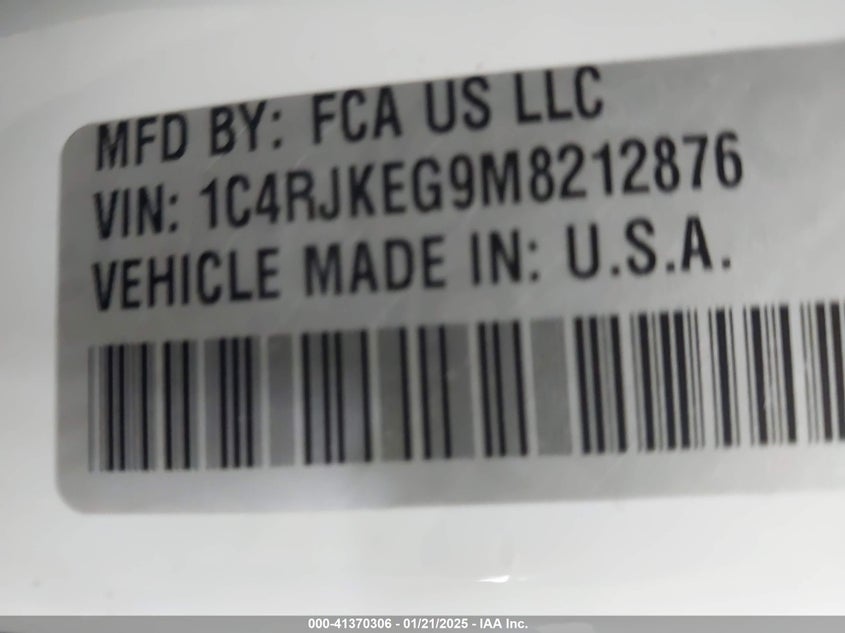 MFD BY: FCA US LLC
VIN: 1C4RJKEG9M8212876
VEHICLE MADE IN: U.S.A.
000-41370306 - 01/21/2025 - IAA Inc.